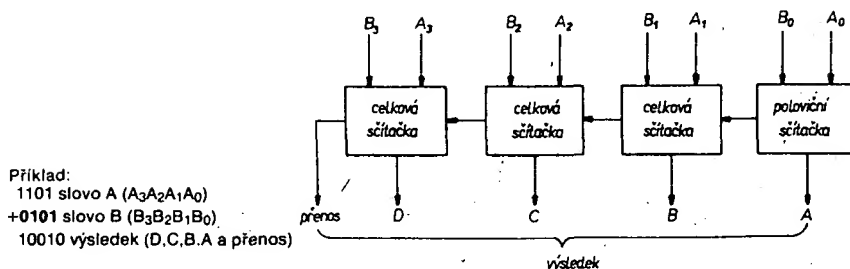 B₃ A₃ B₂ A₂ B₁ A₁ B₀ A₀
celková celková celková poloviční
sčítačka sčítačka sčítačka sčítačka
Příklad:
1101 slovo A (A₃A₂A₁A₀)
+0101 slovo B (B₃B₂B₁B₀)
10010 výsledek (D,C,B.A a přenos)
přenos D C B A
výsledek